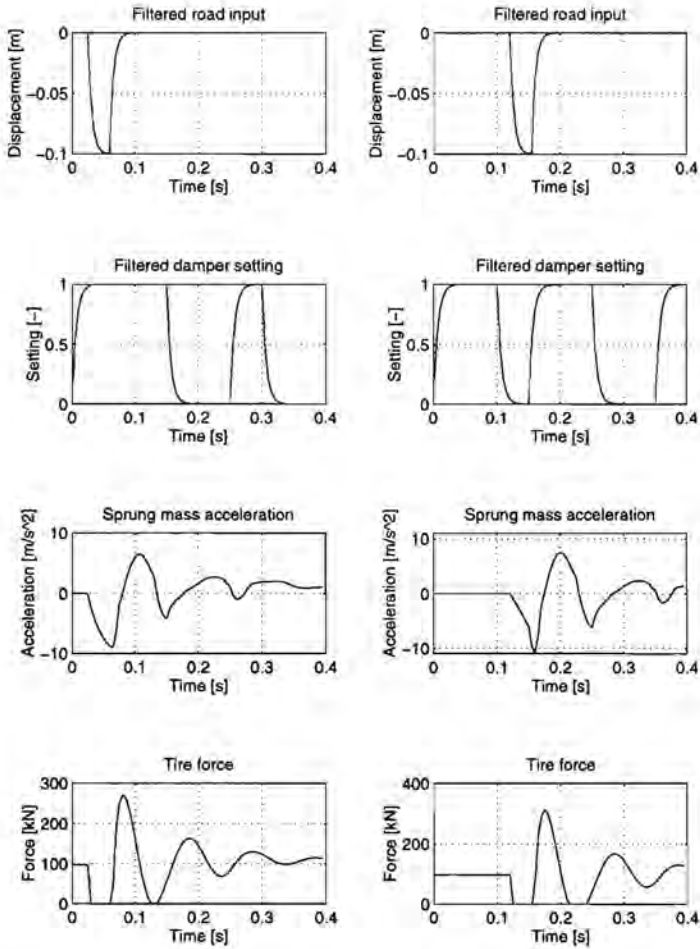 Filtered road input
Displacement [m]
0
−0.05
−0.1
0 0.1 0.2 0.3 0.4
Time [s]
Filtered road input
Displacement [m]
0
−0.05
−0.1
0 0.1 0.2 0.3 0.4
Time [s]
Filtered damper setting
Setting [-]
1
0.5
0
0 0.1 0.2 0.3 0.4
Time [s]
Filtered damper setting
Setting [-]
1
0.5
0
0 0.1 0.2 0.3 0.4
Time [s]
Sprung mass acceleration
Acceleration [m/s^2]
10
0
−10
0 0.1 0.2 0.3 0.4
Time [s]
Sprung mass acceleration
Acceleration [m/s^2]
10
0
−10
0 0.1 0.2 0.3 0.4
Time [s]
Tire force
Force [kN]
300
200
100
0
0 0.1 0.2 0.3 0.4
Time [s]
Tire force
Force [kN]
400
200
0
0 0.1 0.2 0.3 0.4
Time [s]